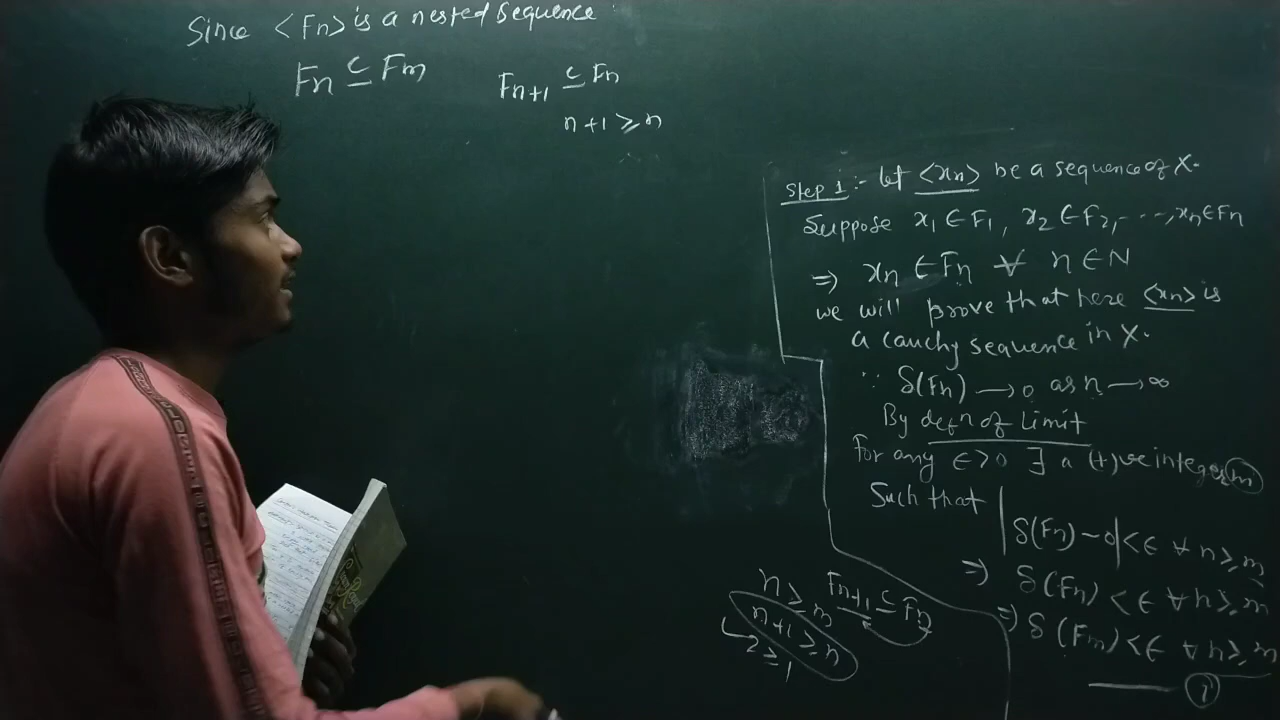 Since <Fn> is a nested sequence
Fn ⊆ Fm
Fn+1 ⊆ Fn
n+1 ≥ n
Step 1 :- let <xn> be a sequence of X.
Suppose x1 ∈ F1, x2 ∈ F2, ----, xn ∈ Fn
=> xn ∈ Fn ∀ n ∈ N
we will prove that here <xn> is
a cauchy sequence in X.
∵ δ(Fn) → 0 as n → ∞
By defn of Limit
For any ϵ > 0 ∃ a (+)ve integer m
Such that
|δ(Fn) - 0| < ϵ ∀ n ≥ m
=> δ(Fn) < ϵ ∀ n ≥ m
=> δ(Fm) < ϵ ∀ n ≥ m
— (i)
n ≥ m
Fn+1 ⊆ Fn
n+1 ≥ n
2 ≥ 1